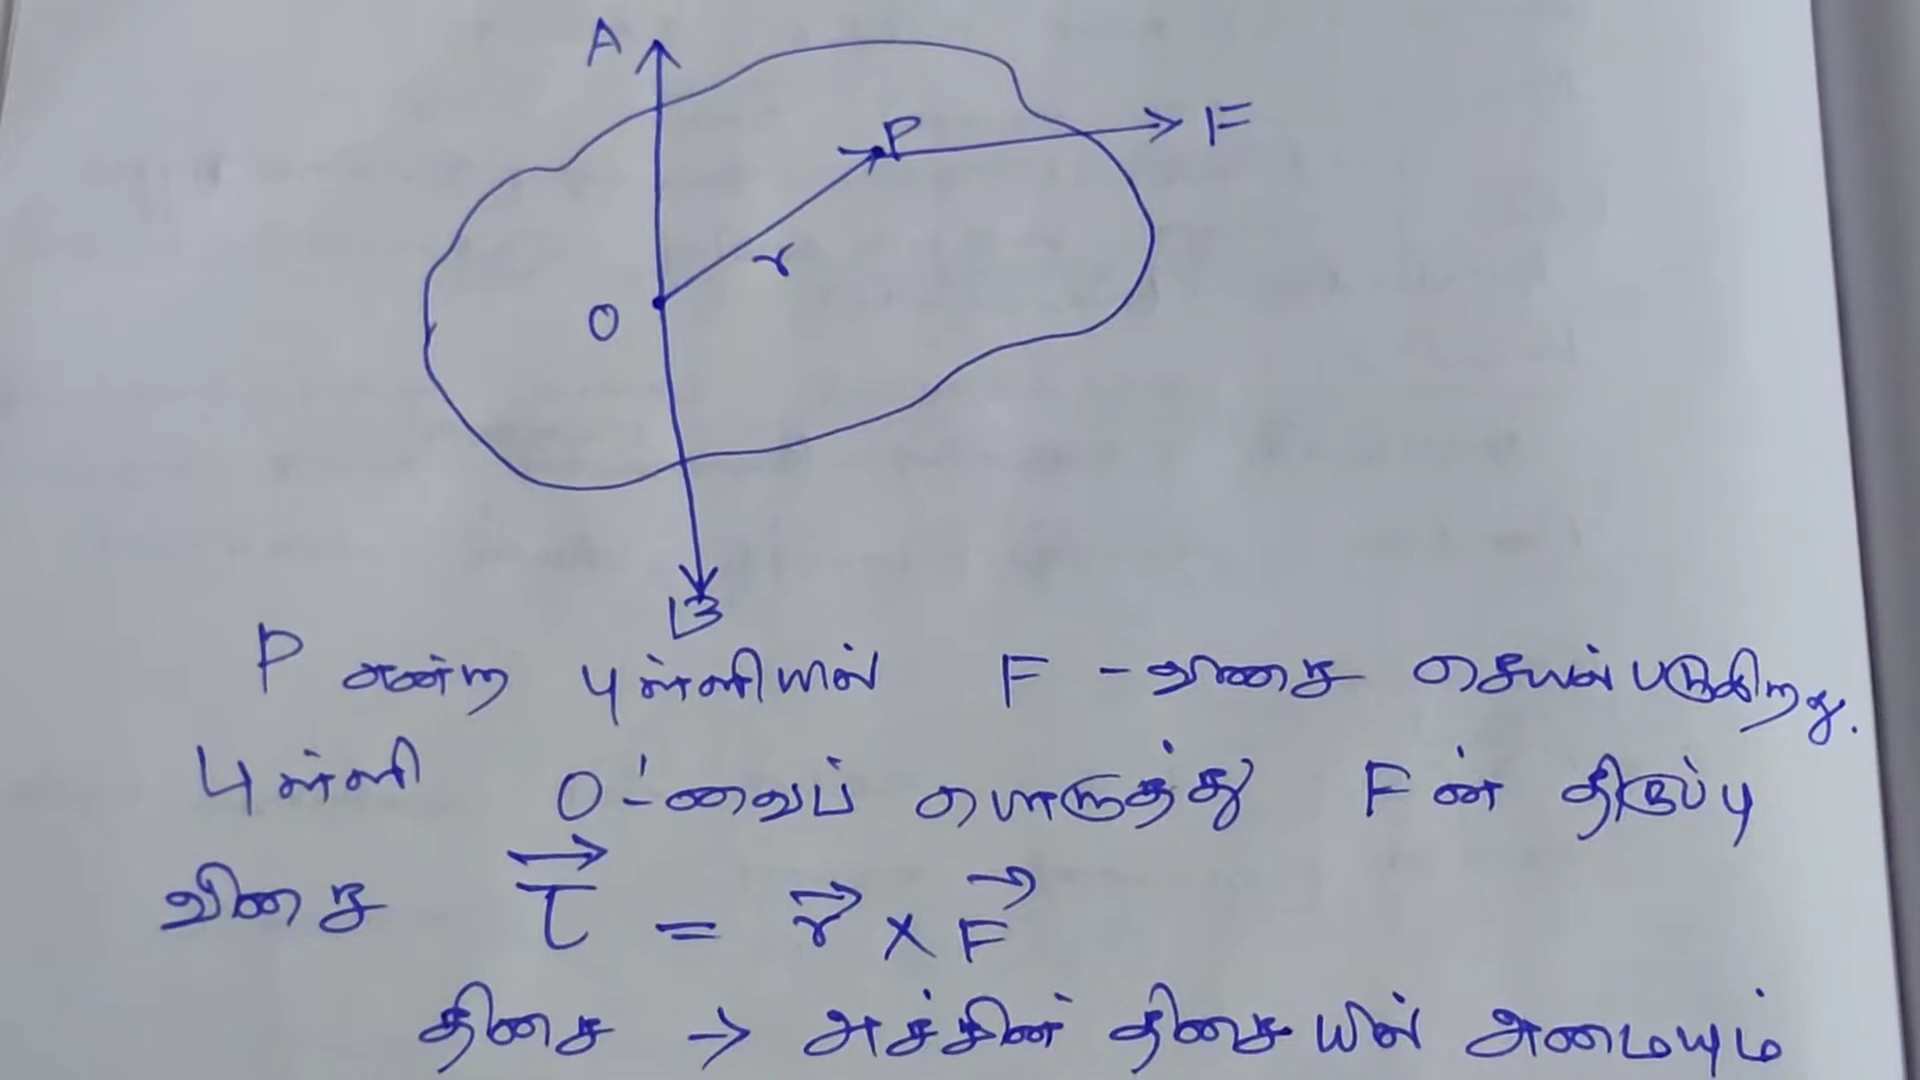 A
P
F
r
O
B
P என்ற புள்ளியில் F - விசை செயல்படுகிறது.
புள்ளி O'-வைப் பொருத்து F ன் திருப்பு
விசை τ⃗ = r⃗ × F⃗
திசை → அச்சின் திசையில் அமையும்